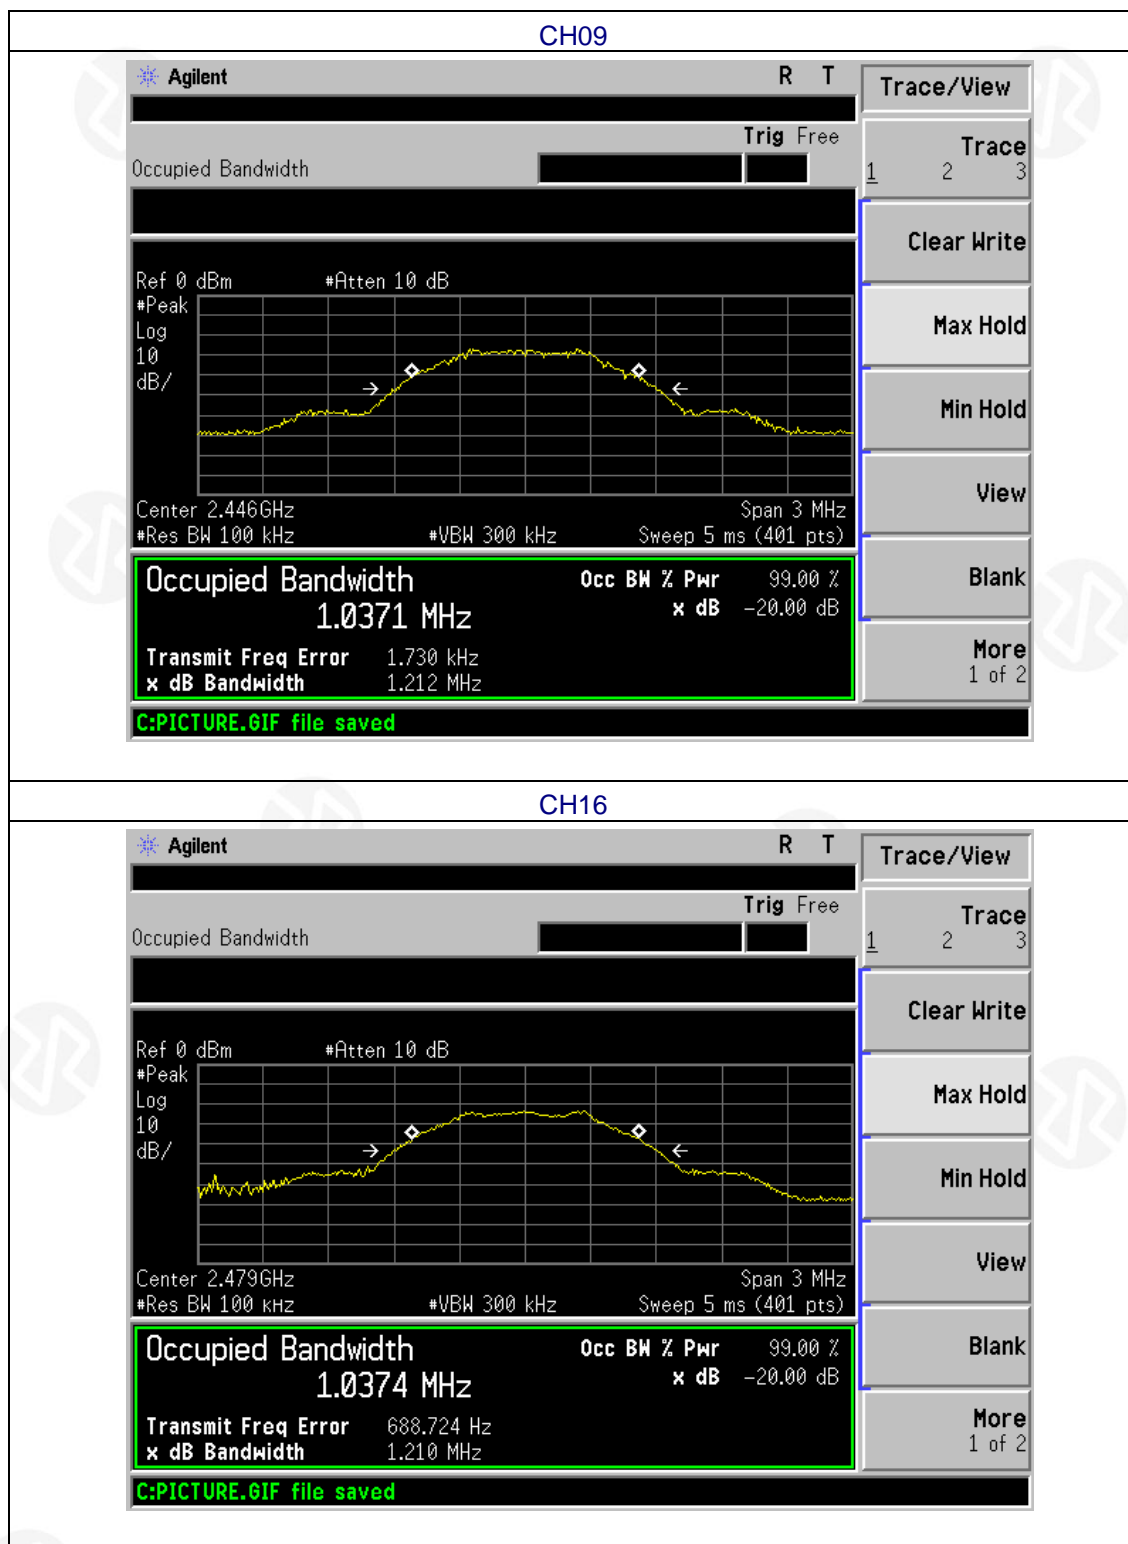 CH09
Agilent R T Trace/View
Trig Free
Trace
Occupied Bandwidth
1 2 3
Clear Write
Ref 0 dBm #Atten 10 dB
#Peak
Log
10
dB/
Max Hold
Min Hold
View
Center 2.446GHz Span 3 MHz
#Res BW 100 kHz #VBW 300 kHz Sweep 5 ms (401 pts)
Occupied Bandwidth Occ BW % Pwr 99.00 %
1.0371 MHz x dB -20.00 dB
Blank
Transmit Freq Error 1.730 kHz
x dB Bandwidth 1.212 MHz
More
1 of 2
C:PICTURE.GIF file saved
CH16
Agilent R T Trace/View
Trig Free
Trace
Occupied Bandwidth
1 2 3
Clear Write
Ref 0 dBm #Atten 10 dB
#Peak
Log
10
dB/
Max Hold
Min Hold
View
Center 2.479GHz Span 3 MHz
#Res BW 100 кHz #VBW 300 kHz Sweep 5 ms (401 pts)
Occupied Bandwidth Occ BW % Pwr 99.00 %
1.0374 MHz x dB -20.00 dB
Blank
Transmit Freq Error 688.724 Hz
x dB Bandwidth 1.210 MHz
More
1 of 2
C:PICTURE.GIF file saved